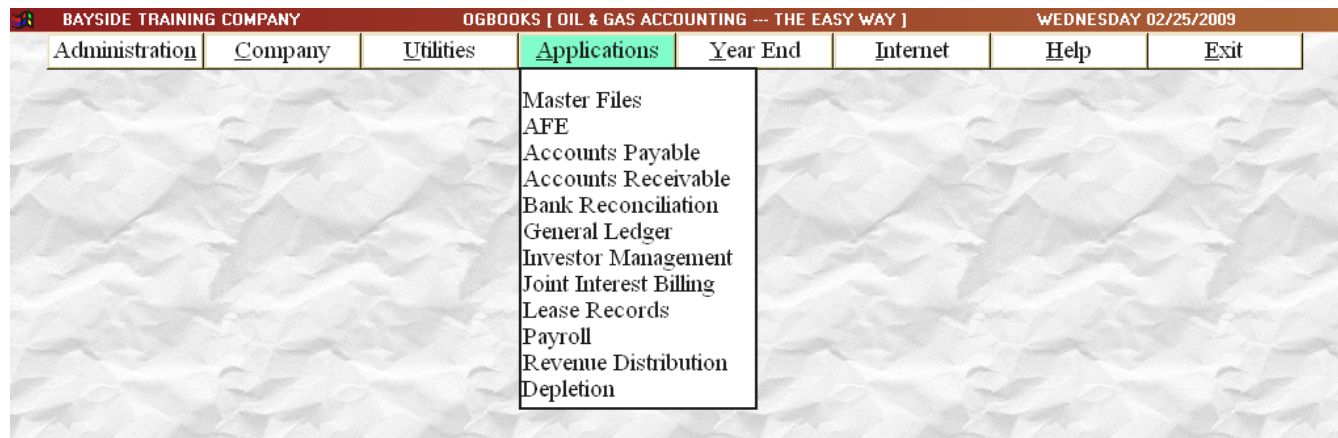 BAYSIDE TRAINING COMPANY OGBOOKS [ OIL & GAS ACCOUNTING --- THE EASY WAY ] WEDNESDAY 02/25/2009
Administration Company Utilities Applications Year End Internet Help Exit
Master Files
AFE
Accounts Payable
Accounts Receivable
Bank Reconciliation
General Ledger
Investor Management
Joint Interest Billing
Lease Records
Payroll
Revenue Distribution
Depletion